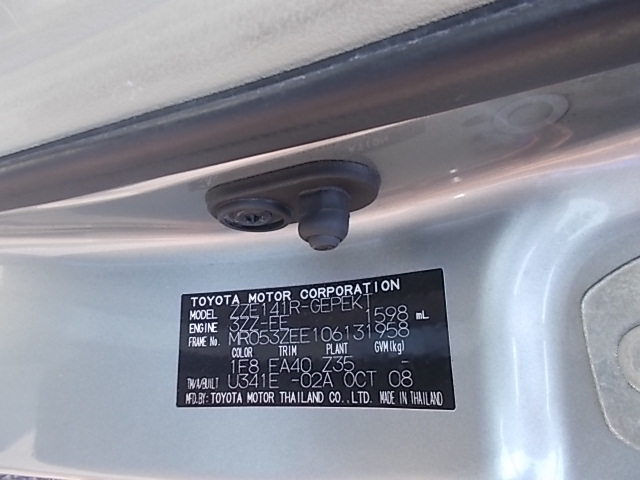 TOYOTA MOTOR CORPORATION
MODEL ZZE141R-GEPEKT
ENGINE 3ZZ-FE 1598 mL
FRAME No. MR053ZEE106131958
COLOR TRIM PLANT GVM(kg)
1E8 FA40 Z35 -
TM/A/BUILT U341E -02A OCT 08
MFD.BY: TOYOTA MOTOR THAILAND CO.,LTD. MADE IN THAILAND